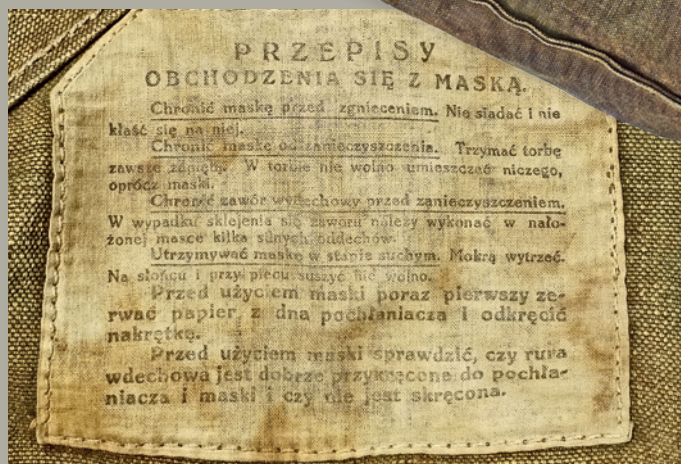 PRZEPISY
OBCHODZENIA SIĘ Z MASKĄ.
Chronić maskę przed zgnieceniem. Nie siadać i nie
kłaść się na niej.
Chronić maskę od zanieczyszczenia. Trzymać torbę
zawsze zapiętą. W torbie nie wolno umieszczać niczego,
oprócz maski.
Chronić zawór wydechowy przed zanieczyszczeniem.
W wypadku sklejenia się zaworu należy wykonać w nało-
żonej masce kilka silnych oddechów.
Utrzymywać maskę w stanie suchym. Mokrą wytrzeć.
Na słońcu i przy piecu suszyć nie wolno.
Przed użyciem maski poraz pierwszy ze-
rwać papier z dna pochłaniacza i odkręcić
nakrętkę.
Przed użyciem maski sprawdzić, czy rura
wdechowa jest dobrze przykręcone do pochła-
niacza i maski i czy nie jest skręcona.